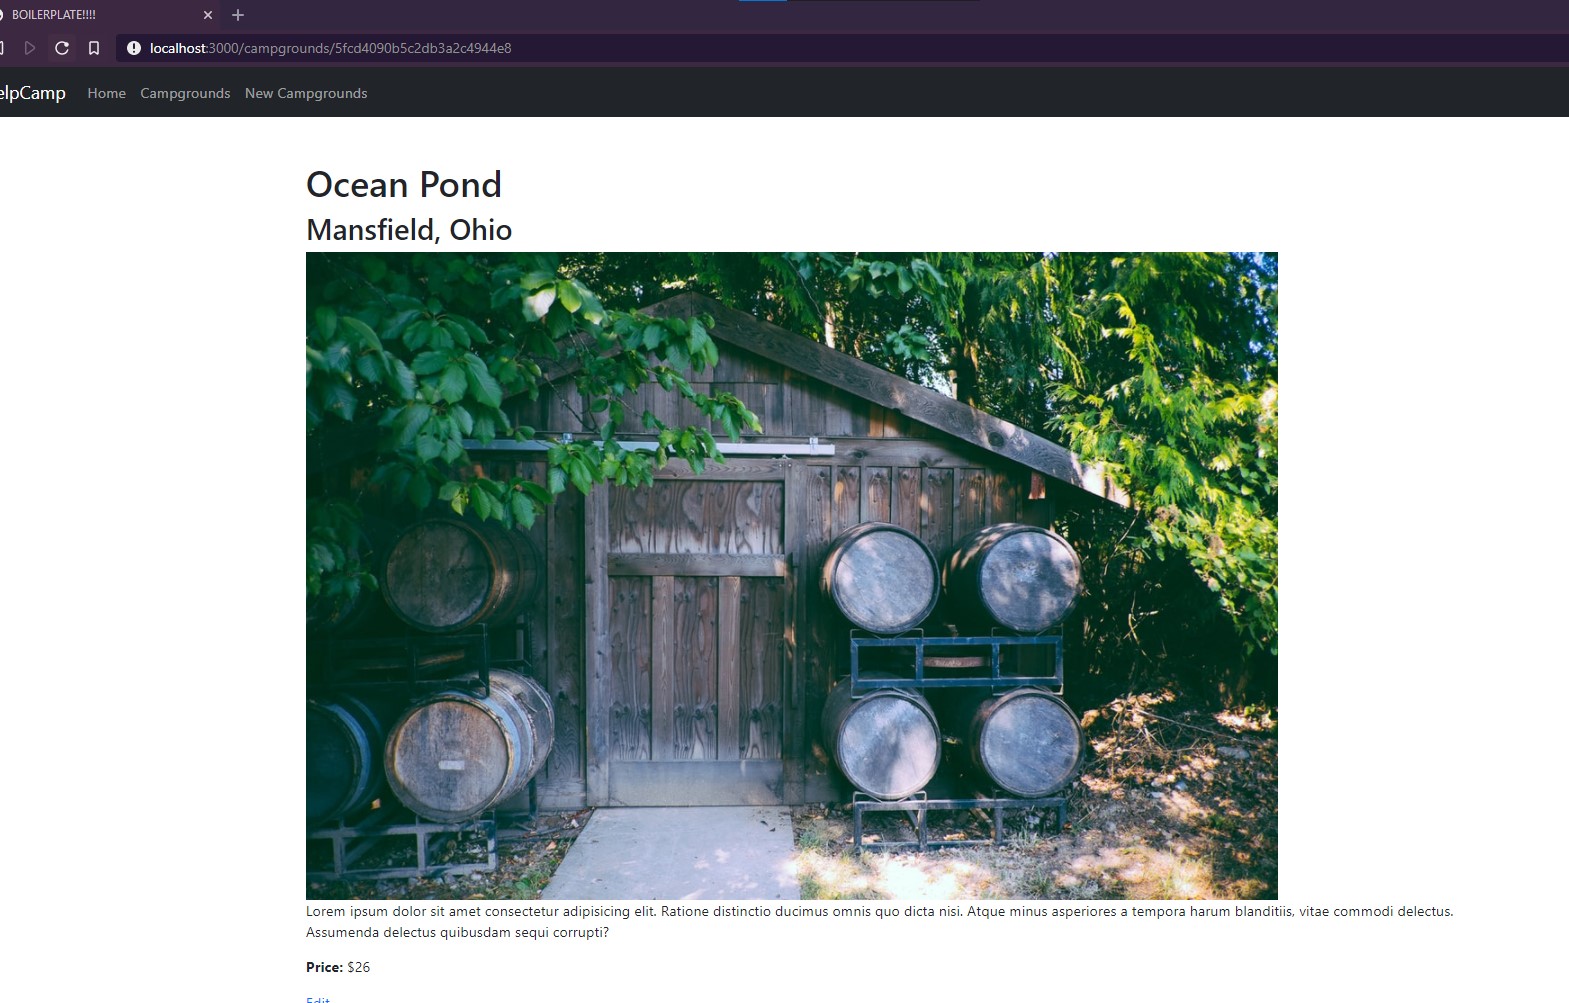 BOILERPLATE!!!!
localhost:3000/campgrounds/5fcd4090b5c2db3a2c4944e8
elpCamp Home Campgrounds New Campgrounds
Ocean Pond
Mansfield, Ohio
Lorem ipsum dolor sit amet consectetur adipisicing elit. Ratione distinctio ducimus omnis quo dicta nisi. Atque minus asperiores a tempora harum blanditiis, vitae commodi delectus.
Assumenda delectus quibusdam sequi corrupti?
Price: $26
Edit